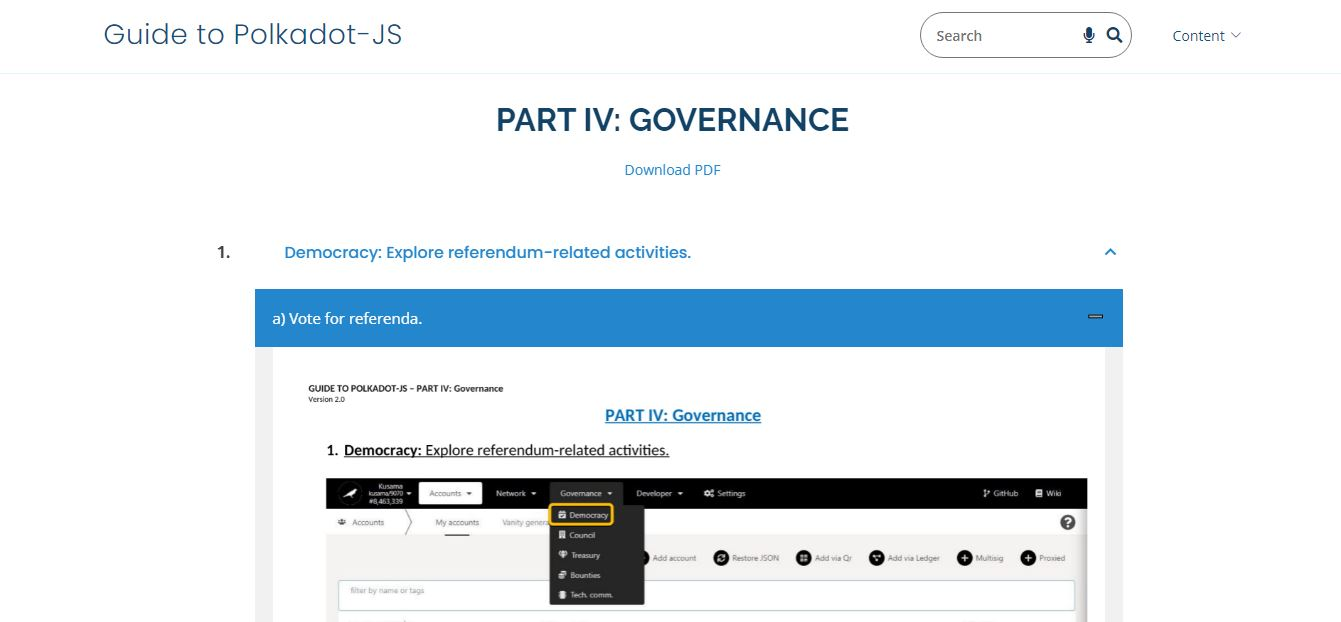 Guide to Polkadot-JS
Search
Content
PART IV: GOVERNANCE
Download PDF
1. Democracy: Explore referendum-related activities.
a) Vote for referenda.
GUIDE TO POLKADOT-JS – PART IV: Governance
Version 2.0
PART IV: Governance
1. Democracy: Explore referendum-related activities.
Kusama
kusama/9070
#8,463,339
Accounts Network Governance Developer Settings GitHub Wiki
Accounts My accounts Vanity genera
Democracy
Council
Treasury
Bounties
Tech. comm.
Add account Restore JSON Add via Qr Add via Ledger Multisig Proxied
filter by name or tags